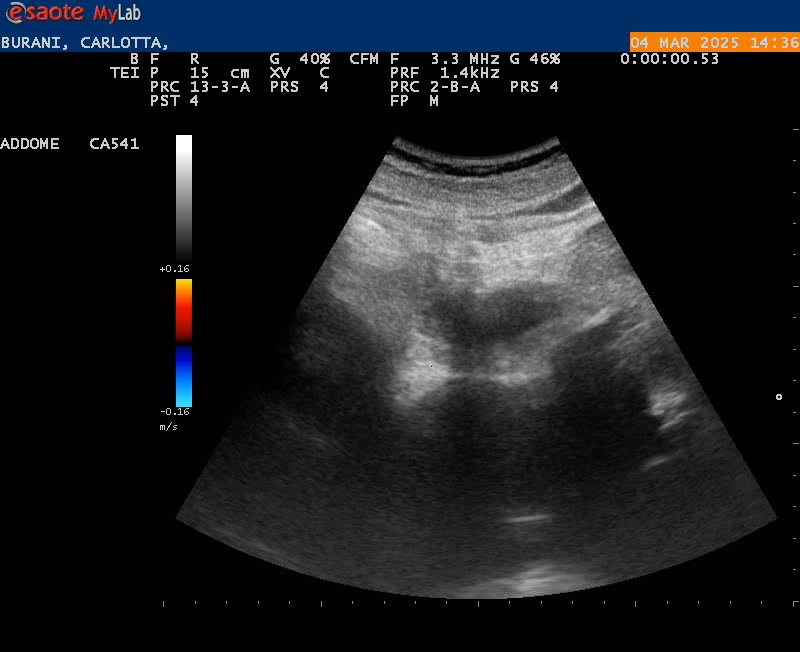 esaote MyLab
BURANI, CARLOTTA,
04 MAR 2025 14:36
B F R G 40% CFM F 3.3 MHz G 46% 0:00:00.53
TEI P 15 cm XV C PRF 1.4kHz
PRC 13-3-A PRS 4 PRC 2-B-A PRS 4
PST 4 FP M
ADDOME CA541
+0.16
-0.16
m/s